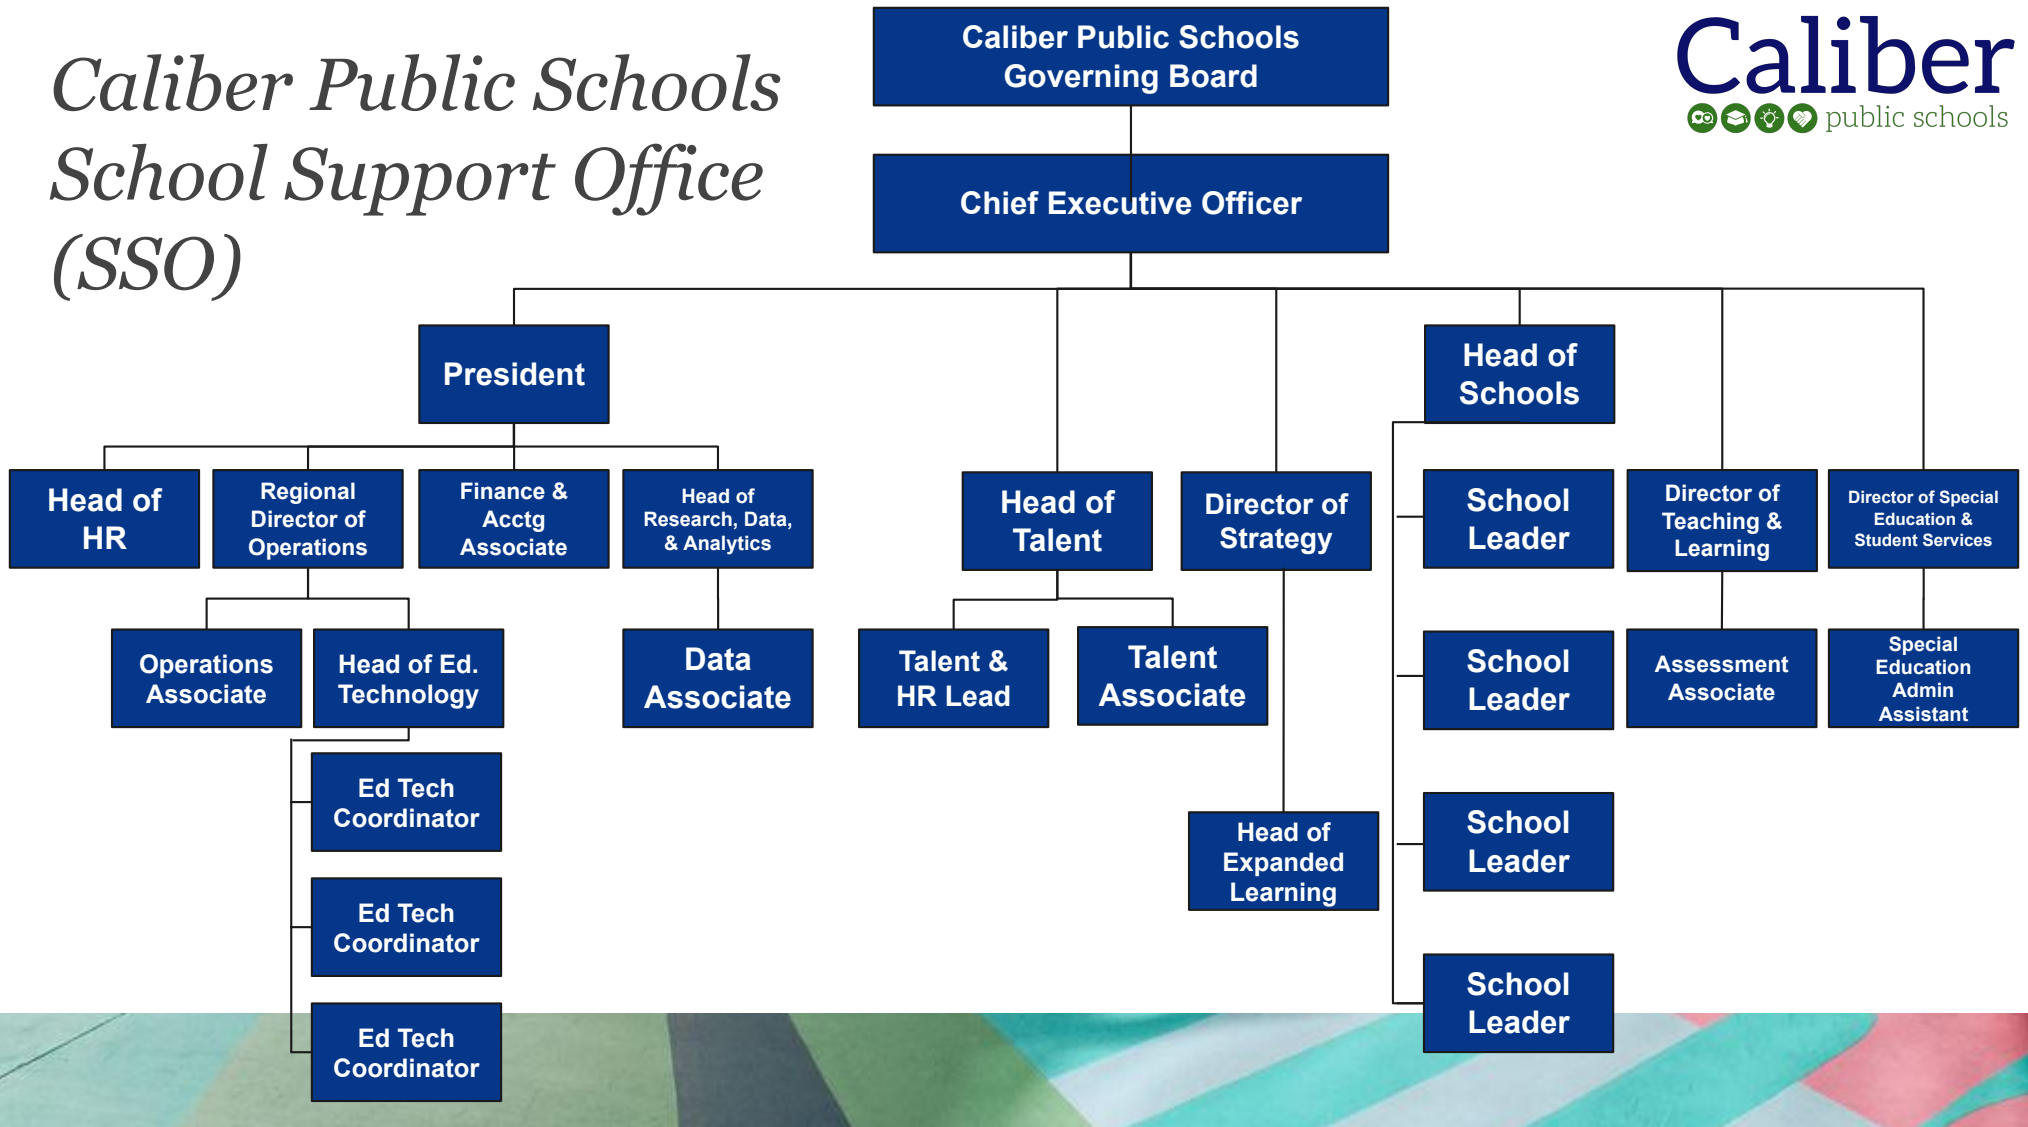 Caliber Public Schools
School Support Office
(SSO)
Caliber Public Schools
Governing Board
Caliber
public schools
Chief Executive Officer
President
Head of
Schools
Head of
HR
Regional
Director of
Operations
Finance &
Acctg
Associate
Head of
Research, Data,
& Analytics
Head of
Talent
Director of
Strategy
School
Leader
Director of
Teaching &
Learning
Director of Special
Education &
Student Services
Operations
Associate
Head of Ed.
Technology
Data
Associate
Talent &
HR Lead
Talent
Associate
School
Leader
Assessment
Associate
Special
Education
Admin
Assistant
Ed Tech
Coordinator
Head of
Expanded
Learning
School
Leader
Ed Tech
Coordinator
School
Leader
Ed Tech
Coordinator